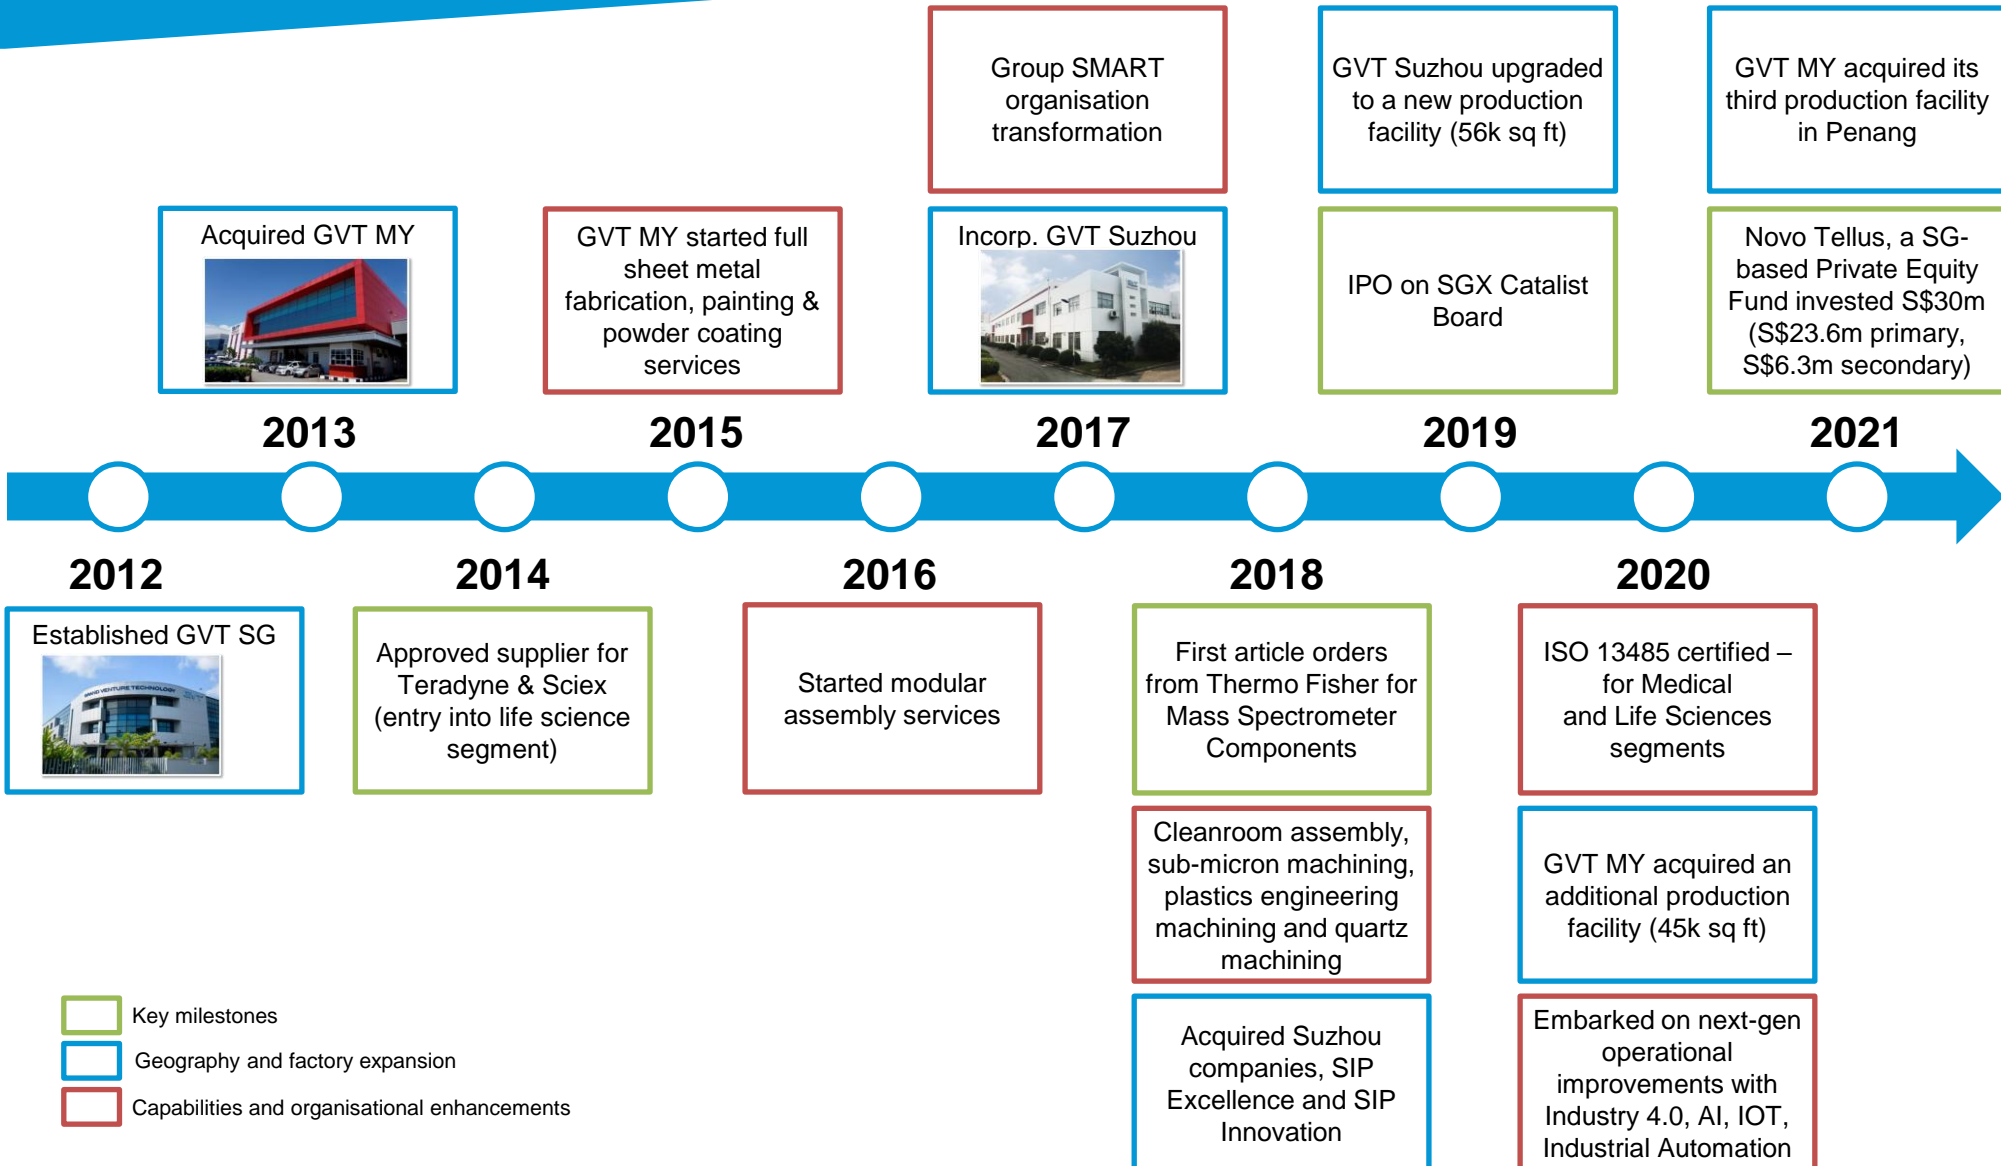 Group SMART
organisation
transformation
GVT Suzhou upgraded
to a new production
facility (56k sq ft)
GVT MY acquired its
third production facility
in Penang
Acquired GVT MY
GVT MY started full
sheet metal
fabrication, painting &
powder coating
services
Incorp. GVT Suzhou
IPO on SGX Catalist
Board
Novo Tellus, a SG-
based Private Equity
Fund invested S$30m
(S$23.6m primary,
S$6.3m secondary)
2013
2015
2017
2019
2021
2012
2014
2016
2018
2020
Established GVT SG
GRAND VENTURE TECHNOLOGY
Approved supplier for
Teradyne & Sciex
(entry into life science
segment)
Started modular
assembly services
First article orders
from Thermo Fisher for
Mass Spectrometer
Components
ISO 13485 certified –
for Medical
and Life Sciences
segments
Cleanroom assembly,
sub-micron machining,
plastics engineering
machining and quartz
machining
GVT MY acquired an
additional production
facility (45k sq ft)
Acquired Suzhou
companies, SIP
Excellence and SIP
Innovation
Embarked on next-gen
operational
improvements with
Industry 4.0, AI, IOT,
Industrial Automation
Key milestones
Geography and factory expansion
Capabilities and organisational enhancements